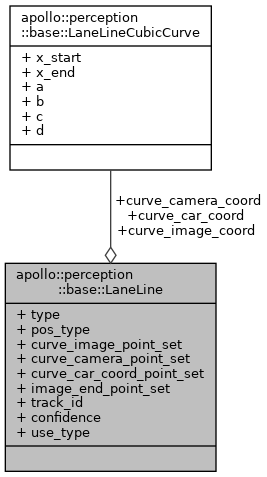 apollo::perception
::base::LaneLineCubicCurve
+ x_start
+ x_end
+ a
+ b
+ c
+ d
+curve_camera_coord
+curve_car_coord
+curve_image_coord
apollo::perception
::base::LaneLine
+ type
+ pos_type
+ curve_image_point_set
+ curve_camera_point_set
+ curve_car_coord_point_set
+ image_end_point_set
+ track_id
+ confidence
+ use_type